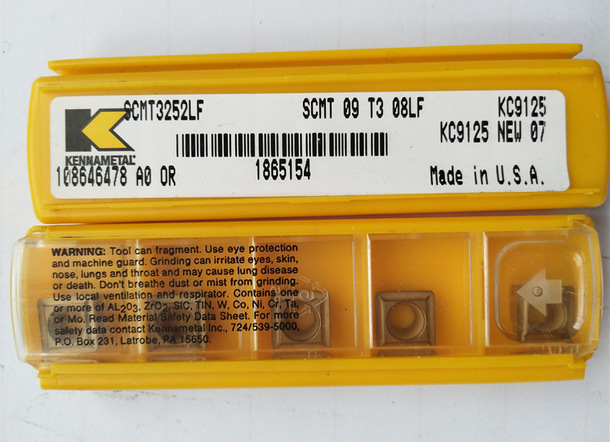 SCMT3252LF SCMT 09 T3 08LF KC9125
KC9125 NEW 07
KENNAMETAL
108646478 A0 OR 1865154 Made in U.S.A.
WARNING: Tool can fragment. Use eye protection
and machine guard. Grinding can irritate eyes, skin,
nose, lungs and throat and may cause lung disease
or death. Don't breathe dust or mist from grinding.
Use local ventilation and respirator. Contains one
or more of AL2O3, ZrO2, SiC, TiN, W, Co, Ni, Cr, Ta,
or Mo. Read Material Safety Data Sheet. For more
safety data contact Kennametal Inc., 724/539-5000,
P.O. Box 231, Latrobe, PA 15650.